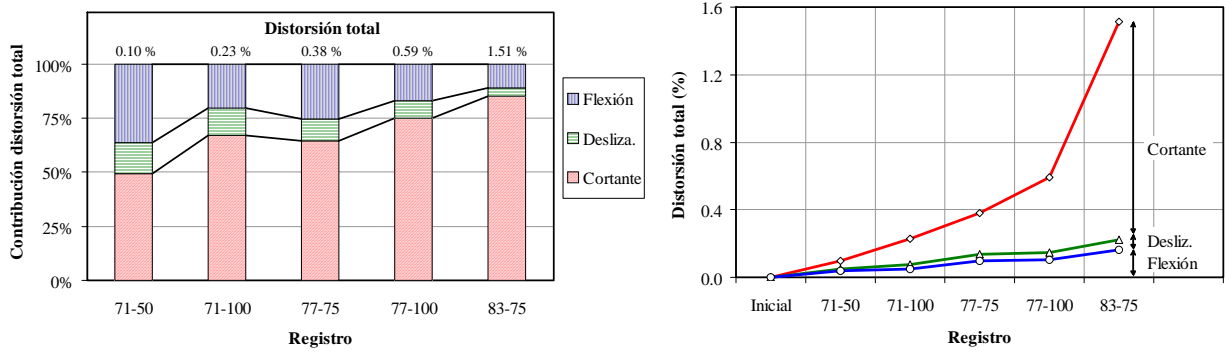 Distorsión total
0.10 %
0.23 %
0.38 %
0.59 %
1.51 %
Contribución distorsión total
100%
75%
50%
25%
0%
71-50
71-100
77-75
77-100
83-75
Registro
Flexión
Desliza.
Cortante
Distorsión total (%)
1.6
1.2
0.8
0.4
0.0
Inicial
71-50
71-100
77-75
77-100
83-75
Registro
Cortante
Desliz.
Flexión